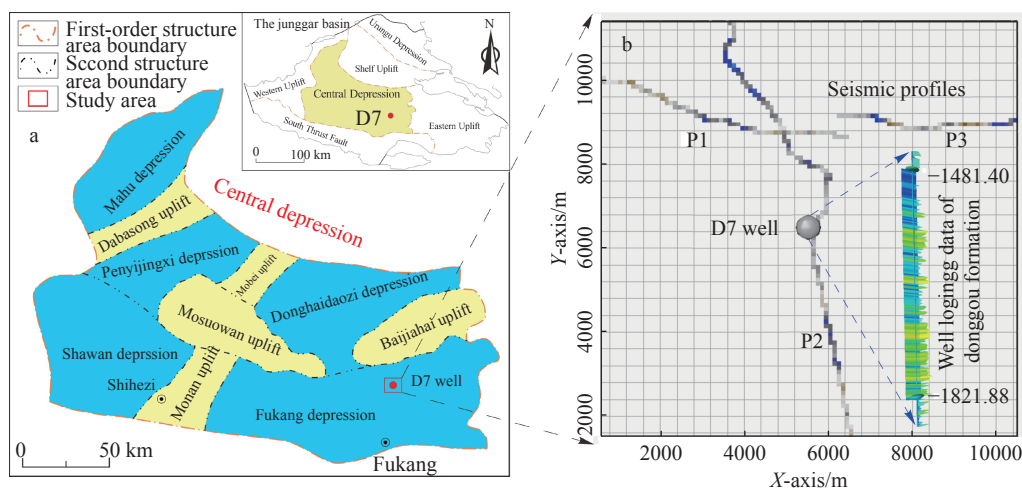 First-order structure
area boundary
Second structure
area boundary
Study area
a
The junggar basin
N
Urungu Depression
Shelf Uplift
Western Uplift
Central Depression
D7
South Thrust Fault
Eastern Uplift
0 100 km
Mahu depression
Dabasong uplift
Central depression
Penyijingxi deprssion
Mobei uplift
Donghaidaozi depression
Mosuowan uplift
Baijiahai uplift
Shawan deprssion
Shihezi
Monan uplift
D7 well
Fukang depression
0 50 km
Fukang
b
Seismic profiles
P1
P3
D7 well
P2
−1481.40
Well logingg data of
donggou formation
−1821.88
Y-axis/m
10000
8000
6000
4000
2000
2000 4000 6000 8000 10000
X-axis/m